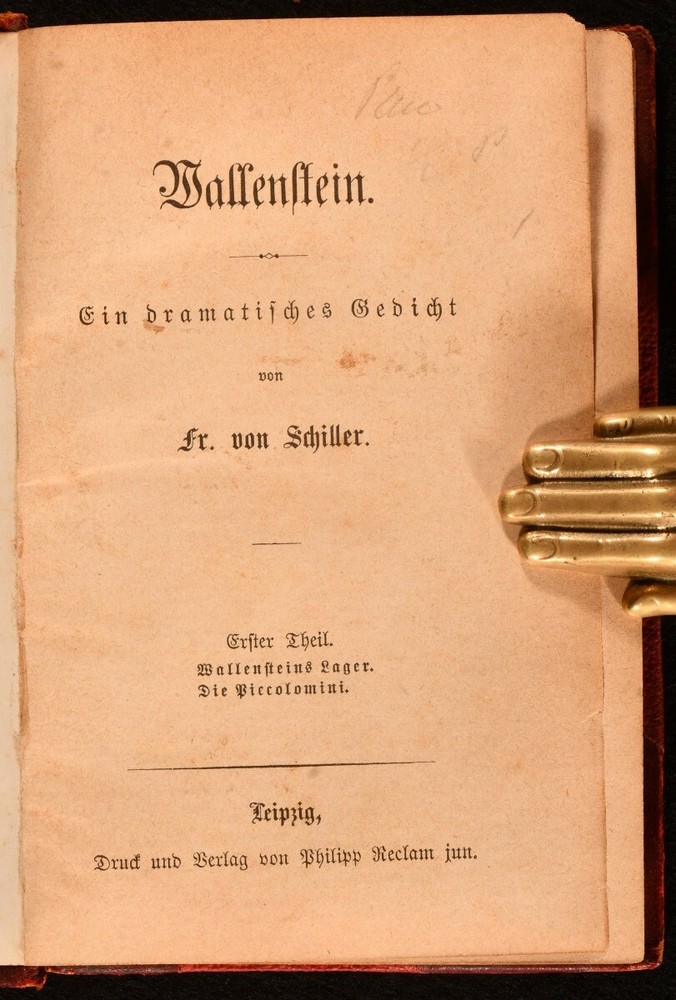 Wallenstein.
Ein dramatisches Gedicht
von
Fr. von Schiller.
Erster Theil.
Wallensteins Lager.
Die Piccolomini.
Leipzig,
Druck und Verlag von Philipp Reclam jun.